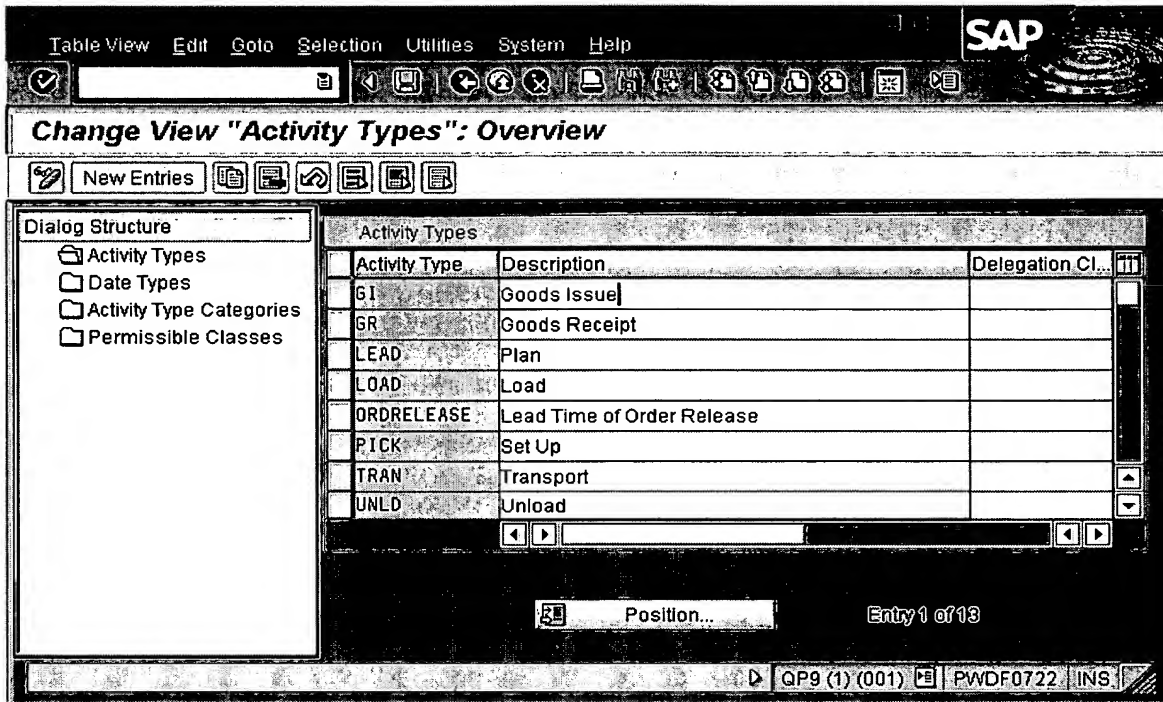 SAP
Table View Edit Goto Selection Utilities System Help
Change View "Activity Types": Overview
New Entries
Dialog Structure
Activity Types
Date Types
Activity Type Categories
Permissible Classes
Activity Types
Activity Type Description Delegation Cl...
GI Goods Issue
GR Goods Receipt
LEAD Plan
LOAD Load
ORDRELEASE Lead Time of Order Release
PICK Set Up
TRAN Transport
UNLD Unload
Position... Entry 1 of 13
QP9 (1) (001) PWDF0722 INS